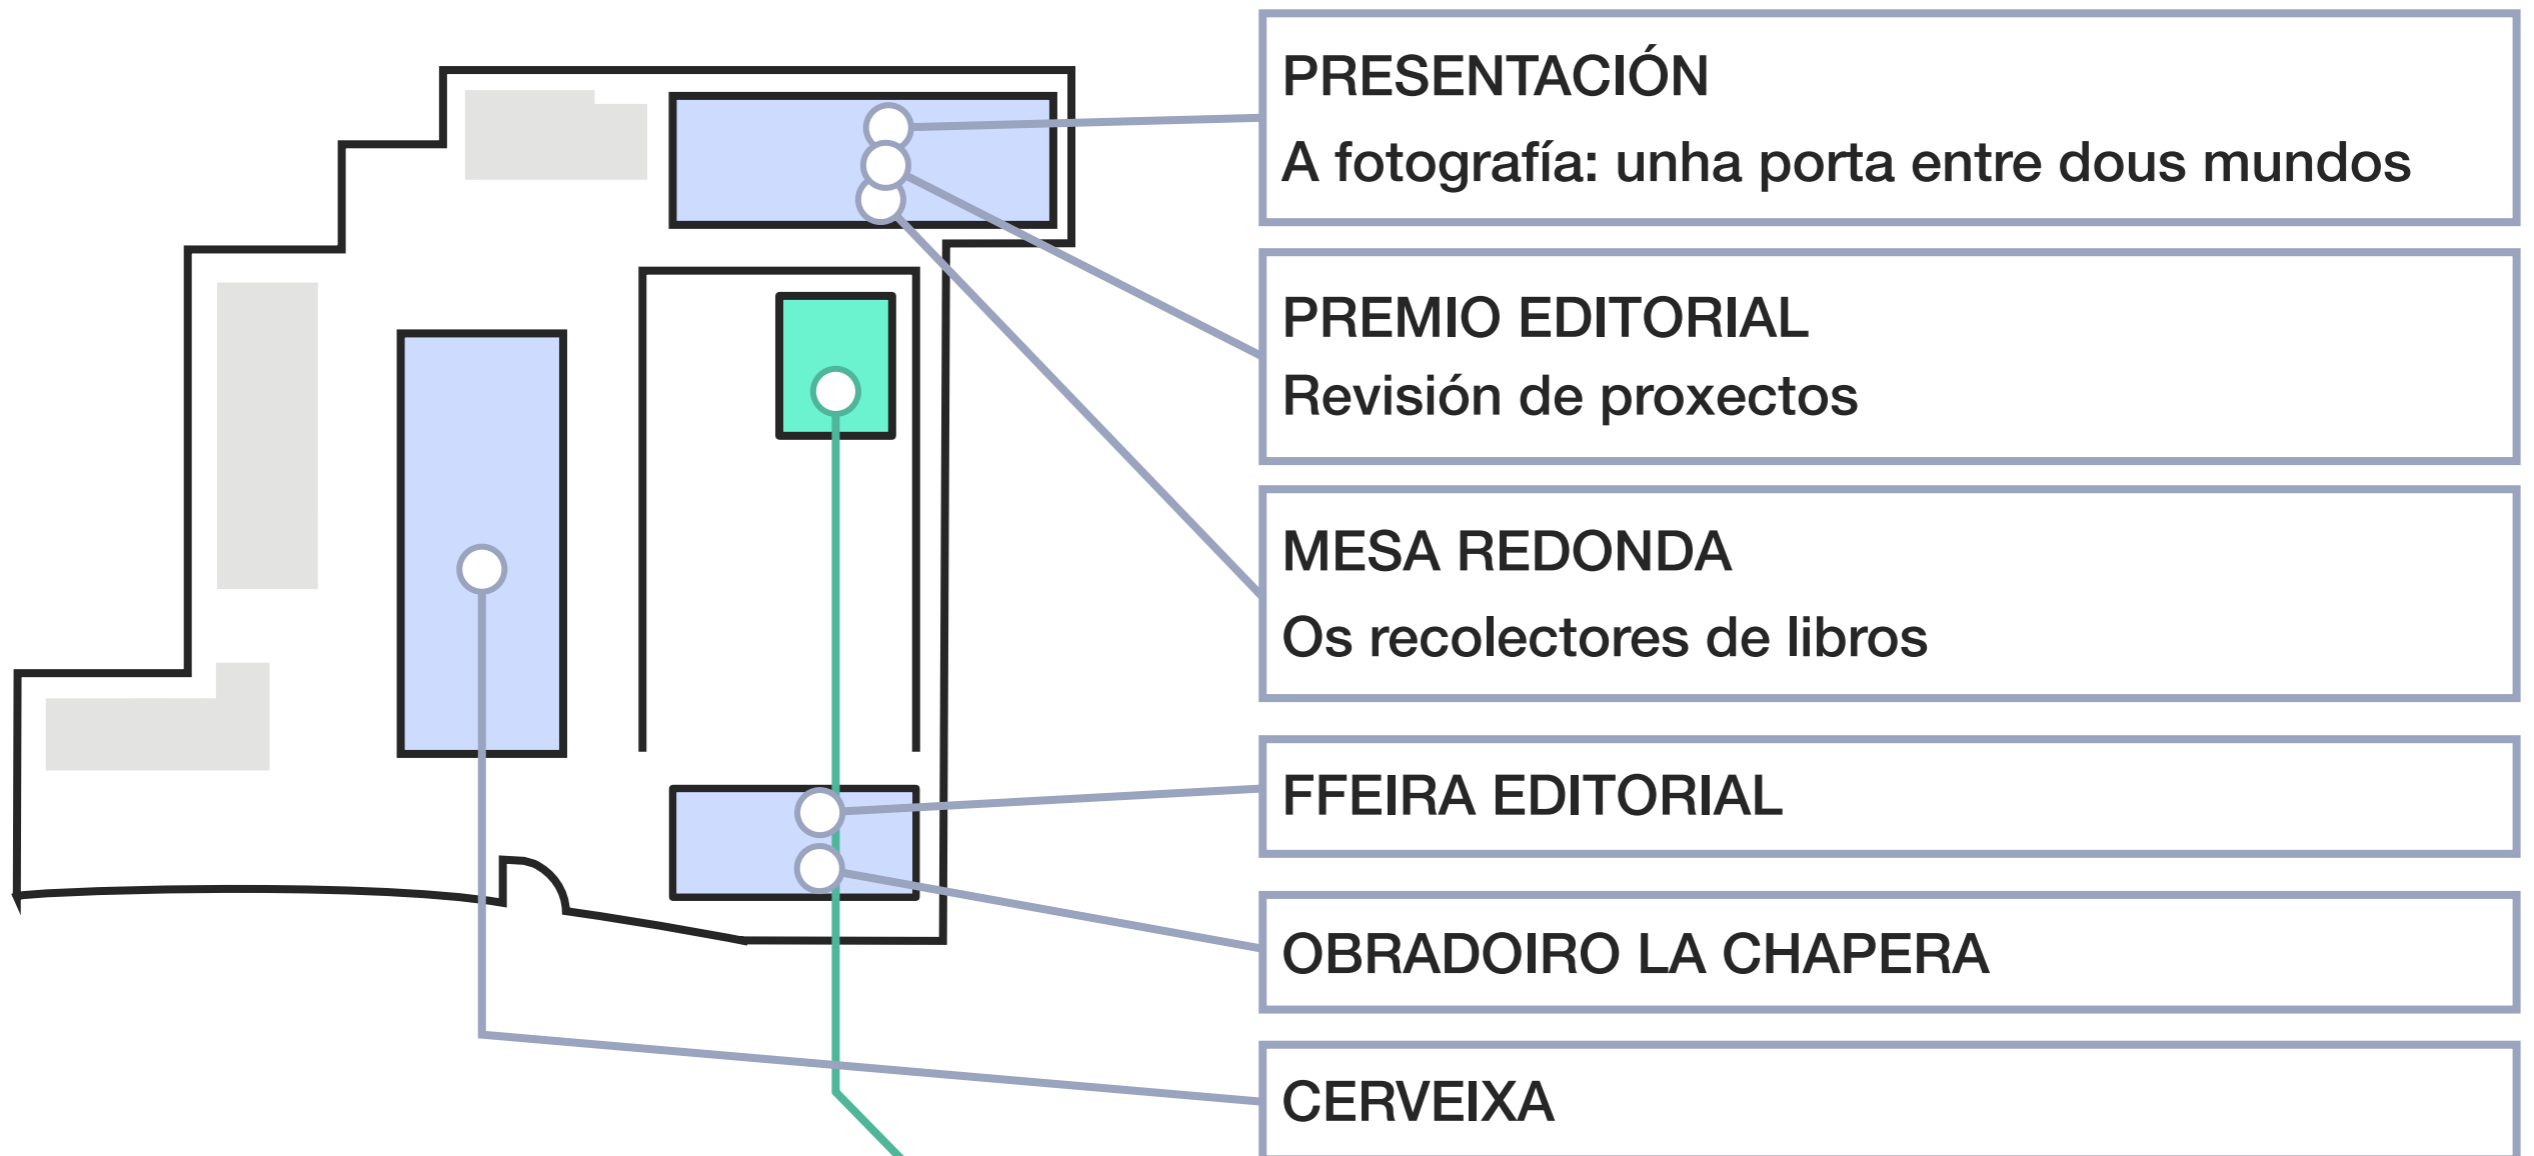 PRESENTACIÓN
A fotografía: unha porta entre dous mundos
PREMIO EDITORIAL
Revisión de proxectos
MESA REDONDA
Os recolectores de libros
FFEIRA EDITORIAL
OBRADOIRO LA CHAPERA
CERVEIXA